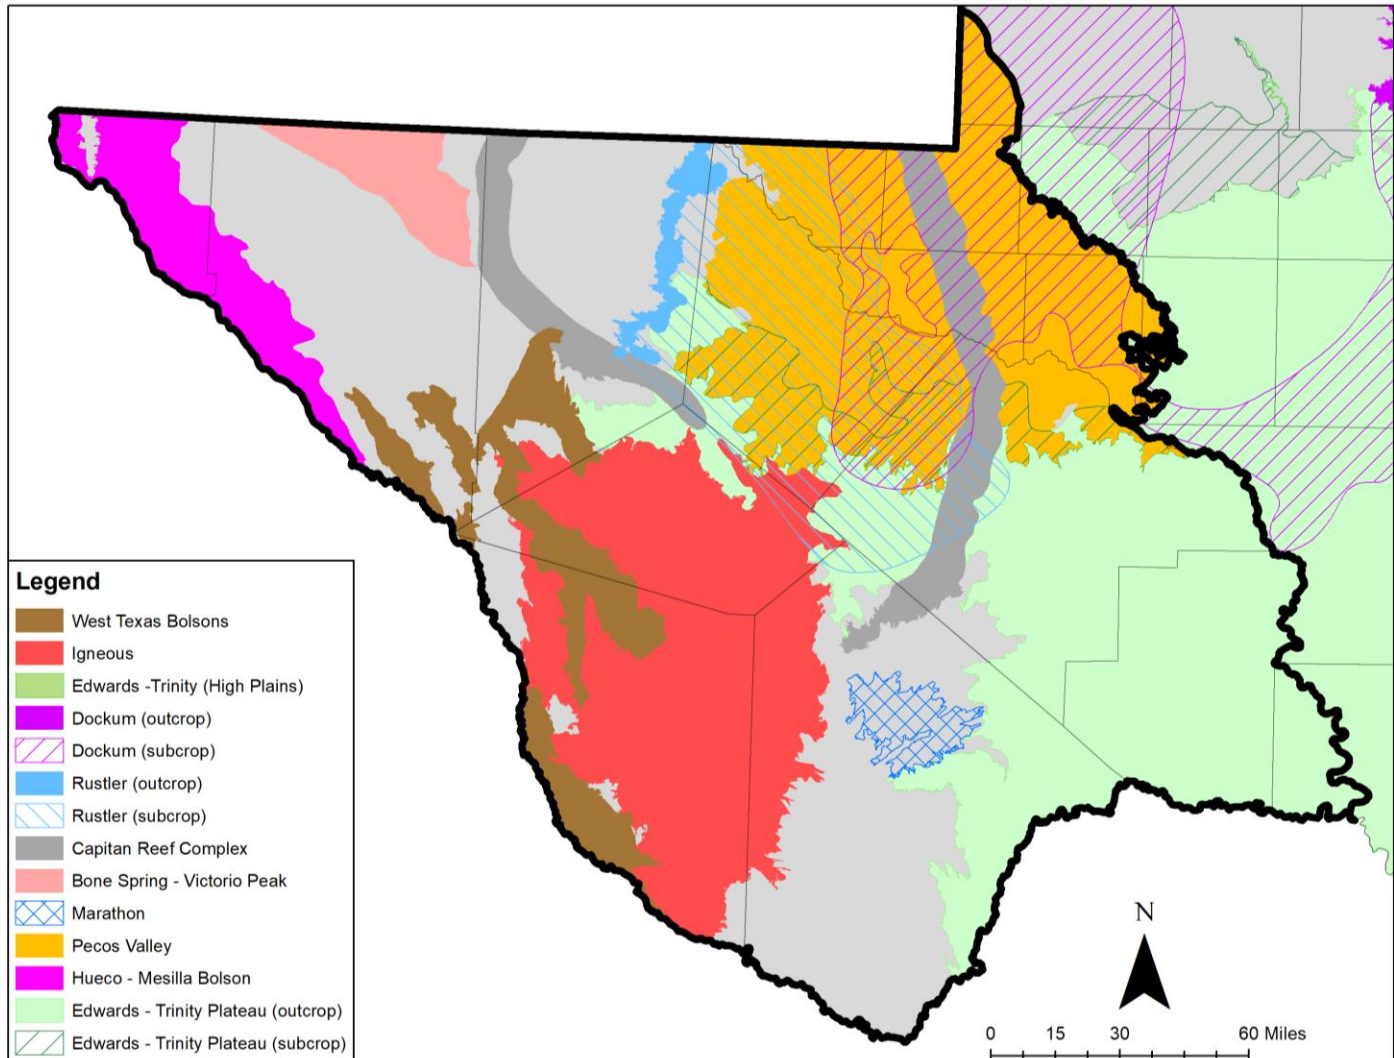 Legend
West Texas Bolsons
Igneous
Edwards -Trinity (High Plains)
Dockum (outcrop)
Dockum (subcrop)
Rustler (outcrop)
Rustler (subcrop)
Capitan Reef Complex
Bone Spring - Victorio Peak
Marathon
Pecos Valley
Hueco - Mesilla Bolson
Edwards - Trinity Plateau (outcrop)
Edwards - Trinity Plateau (subcrop)
N
0 15 30 60 Miles